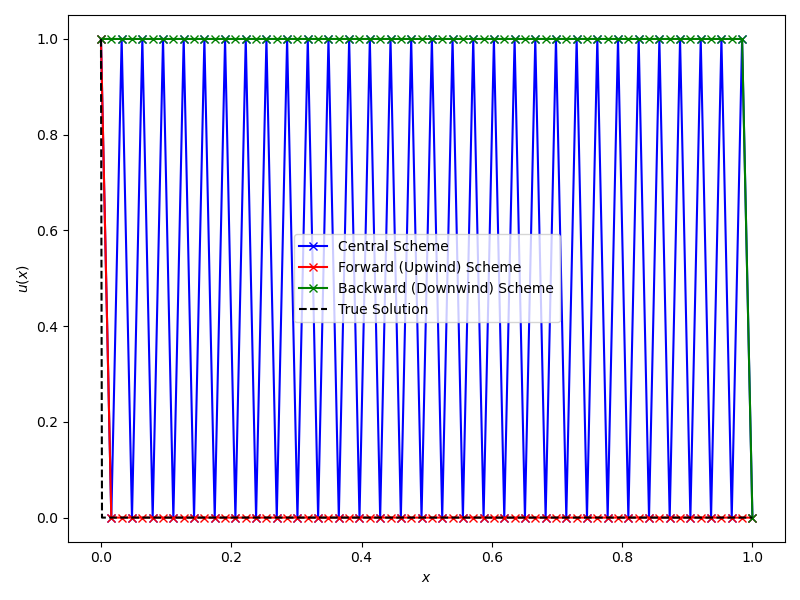 1.0
0.8
0.6
0.4
0.2
0.0
u(x)
Central Scheme
Forward (Upwind) Scheme
Backward (Downwind) Scheme
True Solution
0.0 0.2 0.4 0.6 0.8 1.0
x